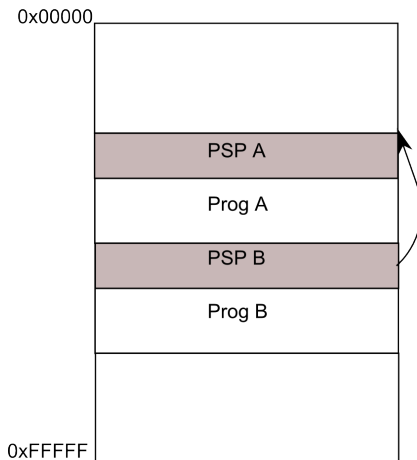 0x00000
PSP A
Prog A
PSP B
Prog B
0xFFFFF